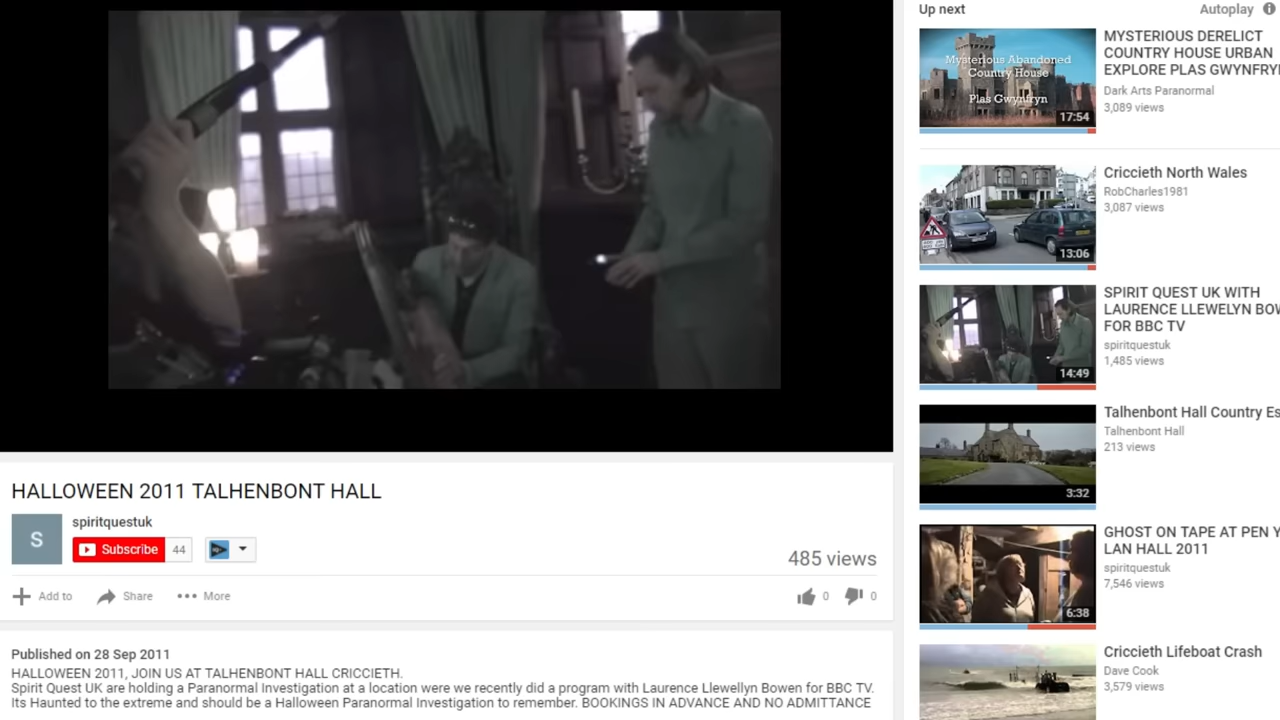 HALLOWEEN 2011 TALHENBONT HALL
S
spiritquestuk
Subscribe 44
485 views
Add to Share More
0 0
Published on 28 Sep 2011
HALLOWEEN 2011, JOIN US AT TALHENBONT HALL CRICCIETH.
Spirit Quest UK are holding a Paranormal Investigation at a location were we recently did a program with Laurence Llewellyn Bowen for BBC TV.
Its Haunted to the extreme and should be a Halloween Paranormal Investigation to remember. BOOKINGS IN ADVANCE AND NO ADMITTANCE
Up next Autoplay
Mysterious Abandoned
Country House
Plas Gwynfryn
17:54
MYSTERIOUS DERELICT
COUNTRY HOUSE URBAN
EXPLORE PLAS GWYNFRY
Dark Arts Paranormal
3,089 views
13:06
Criccieth North Wales
RobCharles1981
3,087 views
14:49
SPIRIT QUEST UK WITH
LAURENCE LLEWELYN BOW
FOR BBC TV
spiritquestuk
1,485 views
3:32
Talhenbont Hall Country Es
Talhenbont Hall
213 views
6:38
GHOST ON TAPE AT PEN Y
LAN HALL 2011
spiritquestuk
7,546 views
Criccieth Lifeboat Crash
Dave Cook
3,579 views